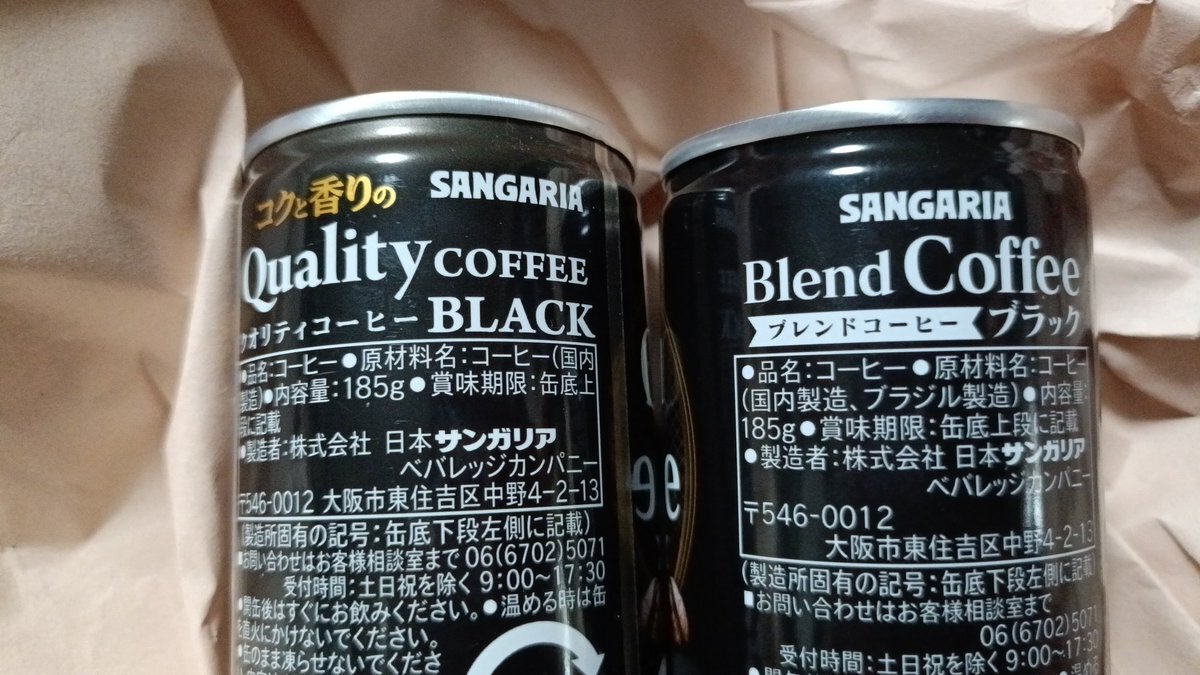 コクと香りの SANGARIA
Quality COFFEE
クオリティコーヒー BLACK
●品名:コーヒー●原材料名:コーヒー(国内
製造)●内容量:185g●賞味期限:缶底上
段に記載
●製造者:株式会社 日本サンガリア
ベバレッジカンパニー
〒546-0012 大阪市東住吉区中野4-2-13
(製造所固有の記号:缶底下段左側に記載)
■お問い合わせはお客様相談室まで 06(6702)5071
受付時間:土日祝を除く 9:00~17:30
●開缶後はすぐにお飲みください。●温める時は缶
を直火にかけないでください。
●缶のまま凍らせないでくださ
SANGARIA
Blend Coffee
ブレンドコーヒー ブラック
●品名:コーヒー●原材料名:コーヒー
(国内製造、ブラジル製造)●内容量:
185g●賞味期限:缶底上段に記載
●製造者:株式会社 日本サンガリア
ベバレッジカンパニー
〒546-0012
大阪市東住吉区中野4-2-13
(製造所固有の記号:缶底下段左側に記載)
■お問い合わせはお客様相談室まで
06(6702)5071
受付時間:土日祝を除く 9:00~17:30